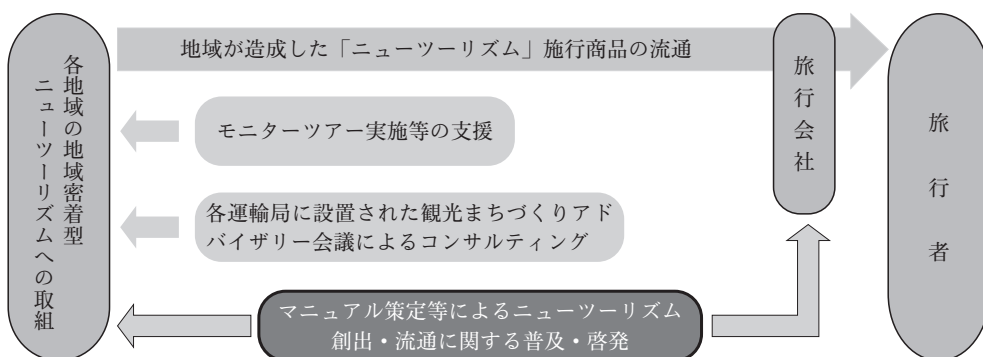 各地域の地域密着型
ニューツーリズムへの取組
地域が造成した「ニューツーリズム」施行商品の流通
モニターツアー実施等の支援
各運輸局に設置された観光まちづくりアド
バイザリー会議によるコンサルティング
マニュアル策定等によるニューツーリズム
創出・流通に関する普及・啓発
旅行会社
旅行者